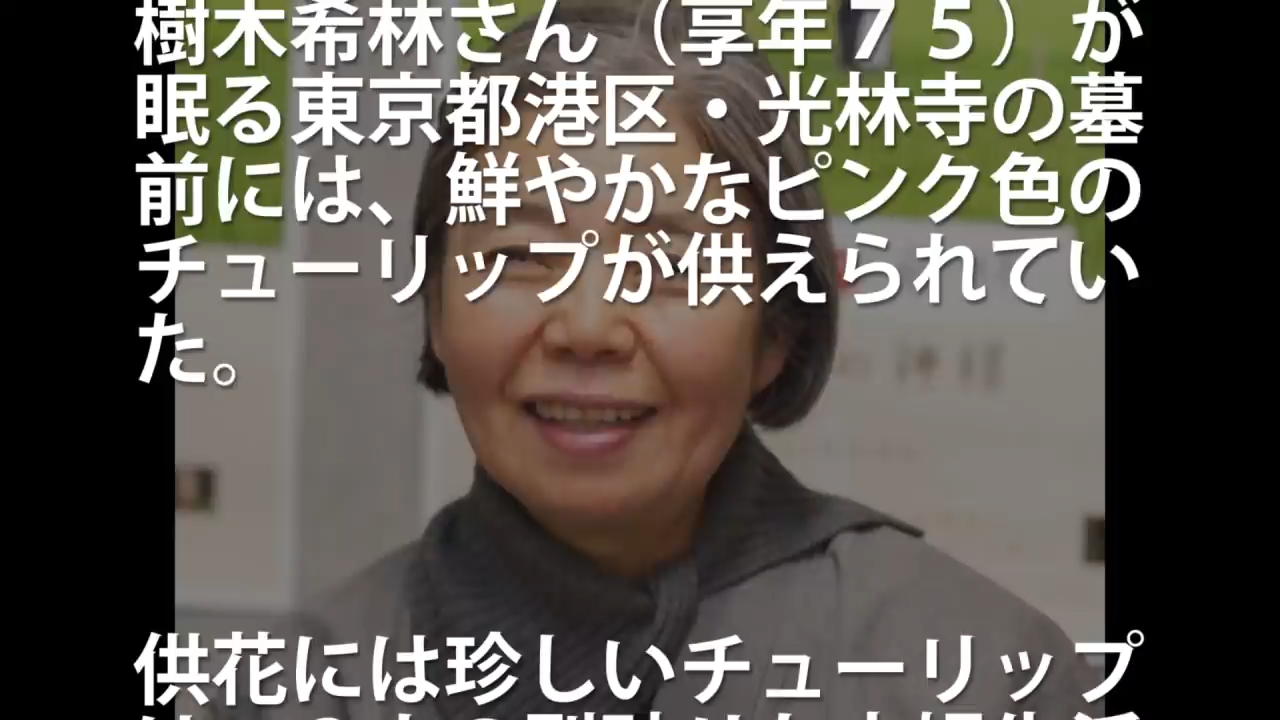 樹木希林さん（享年７５）が
眠る東京都港区・光林寺の墓
前には、鮮やかなピンク色の
チューリップが供えられてい
た。
供花には珍しいチューリップ